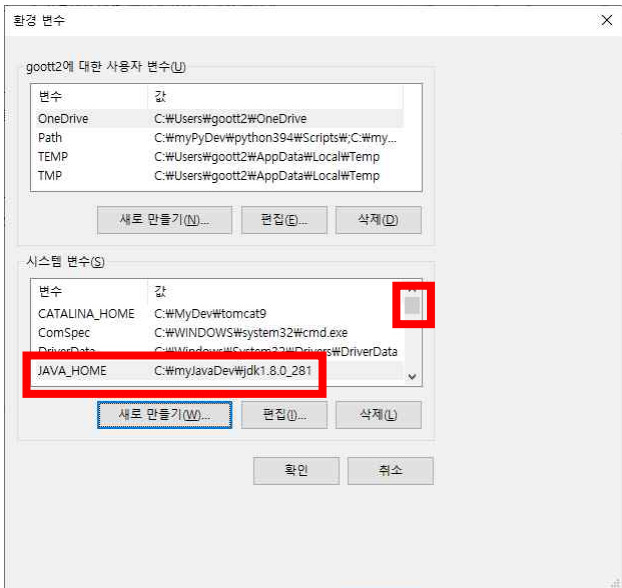 환경 변수
goott2에 대한 사용자 변수(U)
변수 값
OneDrive C:₩Users₩goott2₩OneDrive
Path C:₩myPyDev₩python394₩Scripts₩;C:₩my...
TEMP C:₩Users₩goott2₩AppData₩Local₩Temp
TMP C:₩Users₩goott2₩AppData₩Local₩Temp
새로 만들기(N)... 편집(E)... 삭제(D)
시스템 변수(S)
변수 값
CATALINA_HOME C:₩MyDev₩tomcat9
ComSpec C:₩WINDOWS₩system32₩cmd.exe
DriverData C:₩Windows₩System32₩Drivers₩DriverData
JAVA_HOME C:₩myJavaDev₩jdk1.8.0_281
새로 만들기(W)... 편집(I)... 삭제(L)
확인 취소